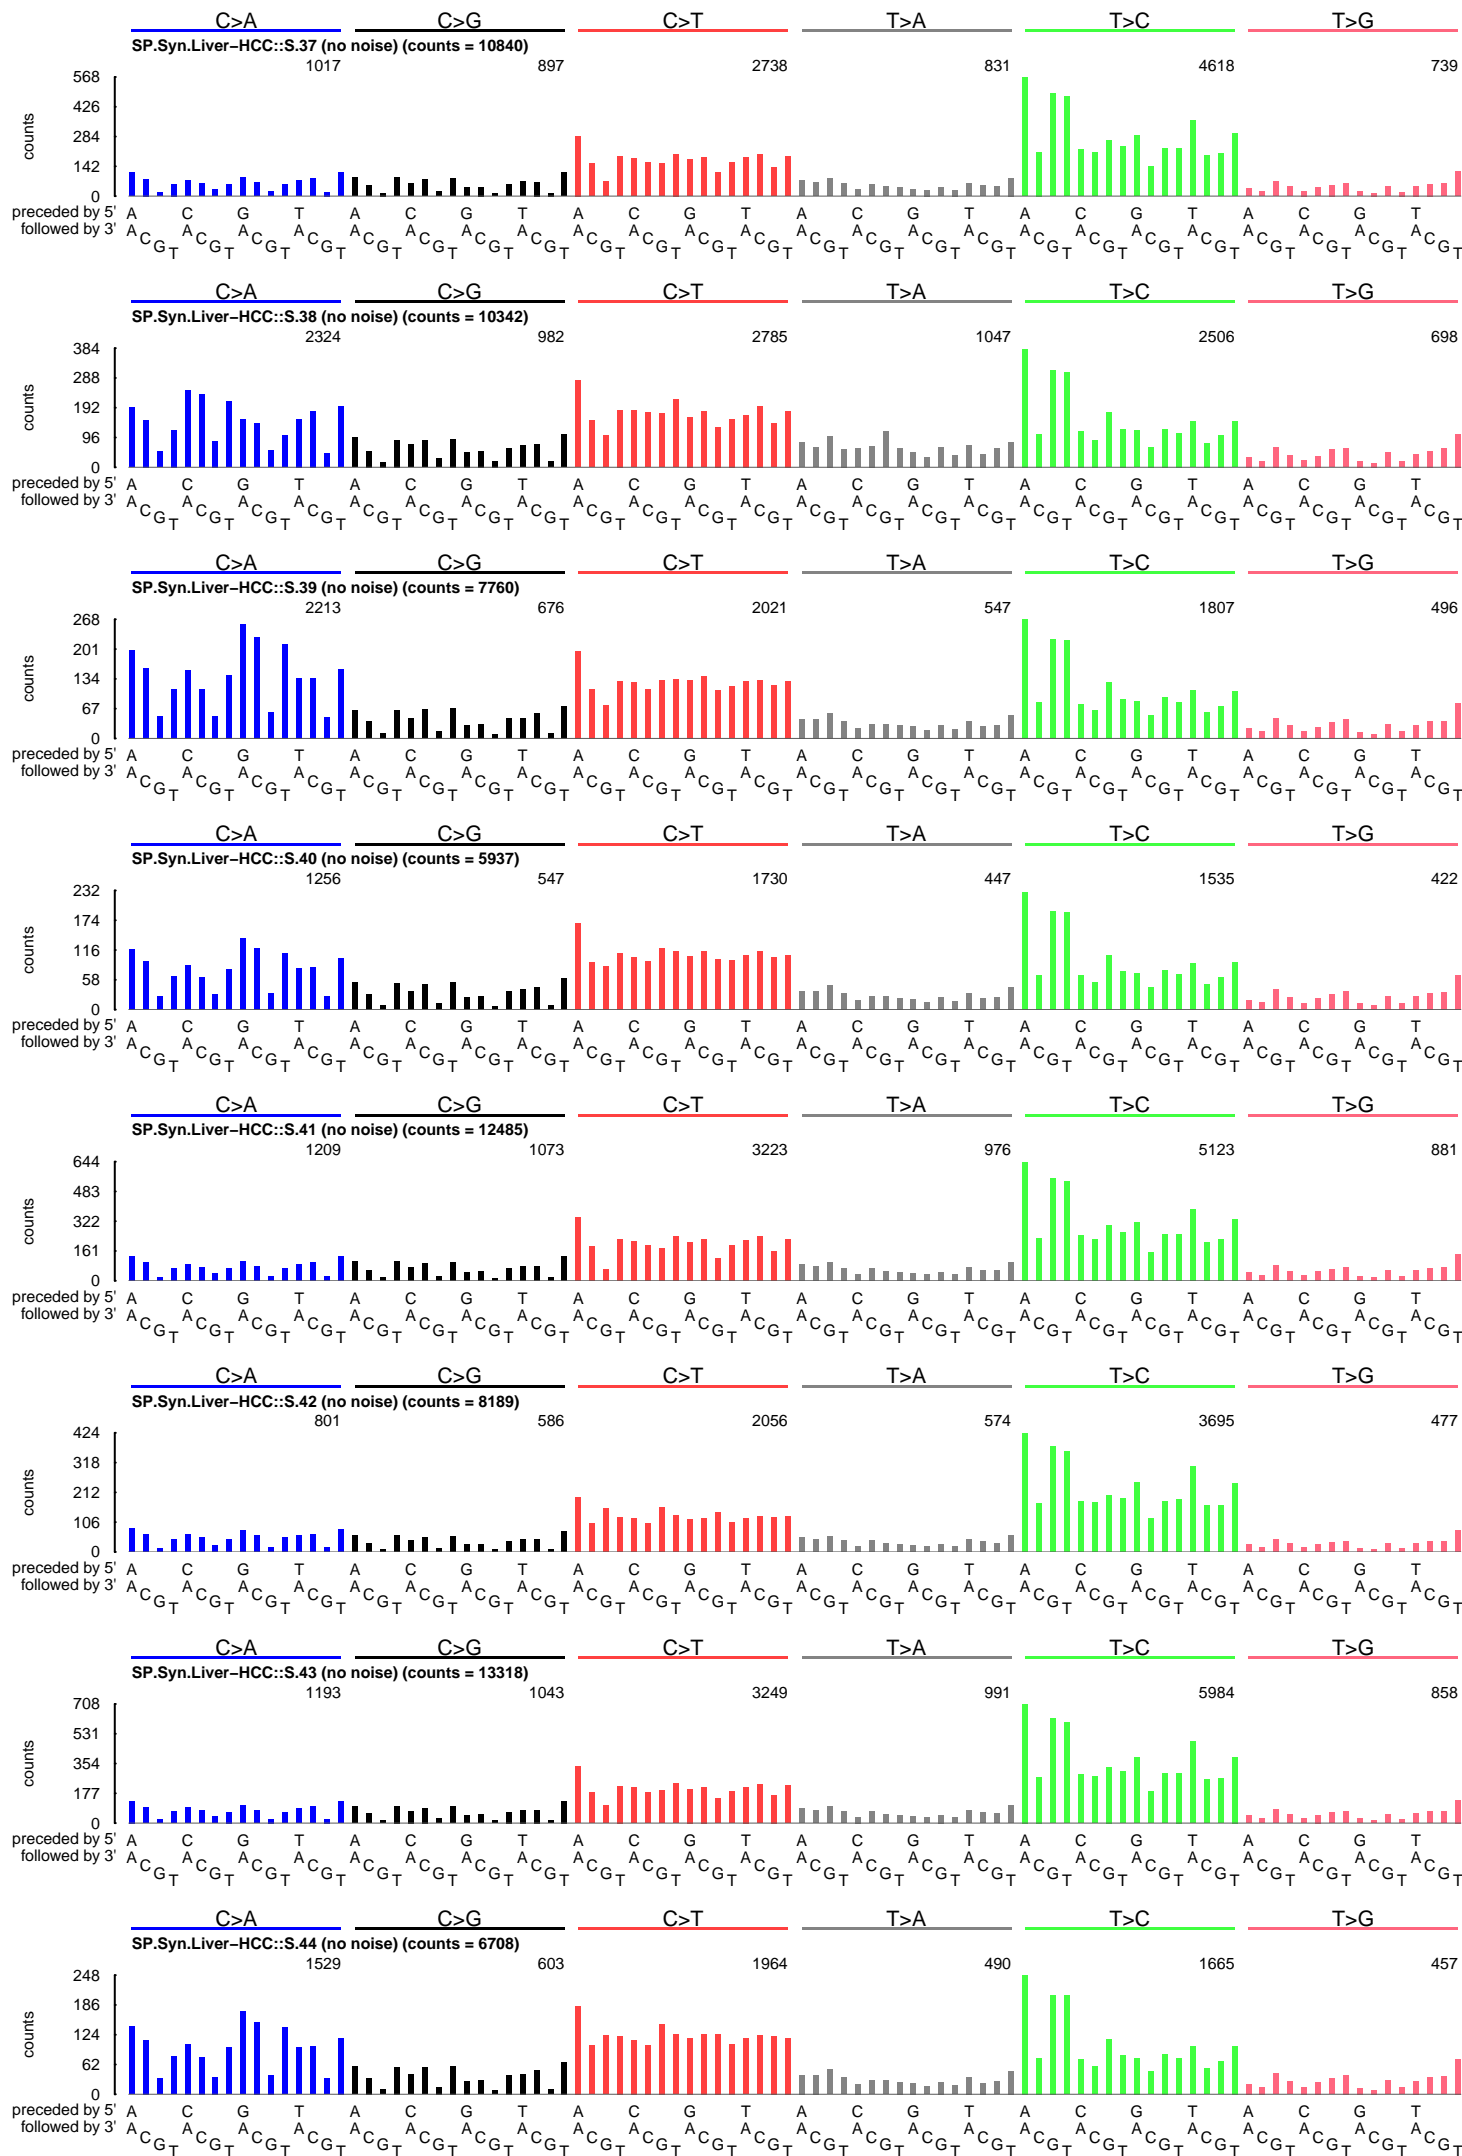 C>A C>G C>T T>A T>C T>G
SP.Syn.Liver−HCC::S.37 (no noise) (counts = 10840)
1017 897 2738 831 4618 739
568
426
284
142
0
counts
preceded by 5' A C G T A C G T A C G T A C G T A C G T A C G T
followed by 3' A C G T A C G T A C G T A C G T A C G T A C G T A C G T A C G T A C G T A C G T A C G T A C G T A C G T A C G T A C G T A C G T A C G T A C G T A C G T A C G T A C G T A C G T A C G T A C G T
C>A C>G C>T T>A T>C T>G
SP.Syn.Liver−HCC::S.38 (no noise) (counts = 10342)
2324 982 2785 1047 2506 698
384
288
192
96
0
counts
preceded by 5' A C G T A C G T A C G T A C G T A C G T A C G T
followed by 3' A C G T A C G T A C G T A C G T A C G T A C G T A C G T A C G T A C G T A C G T A C G T A C G T A C G T A C G T A C G T A C G T A C G T A C G T A C G T A C G T A C G T A C G T A C G T A C G T
C>A C>G C>T T>A T>C T>G
SP.Syn.Liver−HCC::S.39 (no noise) (counts = 7760)
2213 676 2021 547 1807 496
268
201
134
67
0
counts
preceded by 5' A C G T A C G T A C G T A C G T A C G T A C G T
followed by 3' A C G T A C G T A C G T A C G T A C G T A C G T A C G T A C G T A C G T A C G T A C G T A C G T A C G T A C G T A C G T A C G T A C G T A C G T A C G T A C G T A C G T A C G T A C G T A C G T
C>A C>G C>T T>A T>C T>G
SP.Syn.Liver−HCC::S.40 (no noise) (counts = 5937)
1256 547 1730 447 1535 422
232
174
116
58
0
counts
preceded by 5' A C G T A C G T A C G T A C G T A C G T A C G T
followed by 3' A C G T A C G T A C G T A C G T A C G T A C G T A C G T A C G T A C G T A C G T A C G T A C G T A C G T A C G T A C G T A C G T A C G T A C G T A C G T A C G T A C G T A C G T A C G T A C G T
C>A C>G C>T T>A T>C T>G
SP.Syn.Liver−HCC::S.41 (no noise) (counts = 12485)
1209 1073 3223 976 5123 881
644
483
322
161
0
counts
preceded by 5' A C G T A C G T A C G T A C G T A C G T A C G T
followed by 3' A C G T A C G T A C G T A C G T A C G T A C G T A C G T A C G T A C G T A C G T A C G T A C G T A C G T A C G T A C G T A C G T A C G T A C G T A C G T A C G T A C G T A C G T A C G T A C G T
C>A C>G C>T T>A T>C T>G
SP.Syn.Liver−HCC::S.42 (no noise) (counts = 8189)
801 586 2056 574 3695 477
424
318
212
106
0
counts
preceded by 5' A C G T A C G T A C G T A C G T A C G T A C G T
followed by 3' A C G T A C G T A C G T A C G T A C G T A C G T A C G T A C G T A C G T A C G T A C G T A C G T A C G T A C G T A C G T A C G T A C G T A C G T A C G T A C G T A C G T A C G T A C G T A C G T
C>A C>G C>T T>A T>C T>G
SP.Syn.Liver−HCC::S.43 (no noise) (counts = 13318)
1193 1043 3249 991 5984 858
708
531
354
177
0
counts
preceded by 5' A C G T A C G T A C G T A C G T A C G T A C G T
followed by 3' A C G T A C G T A C G T A C G T A C G T A C G T A C G T A C G T A C G T A C G T A C G T A C G T A C G T A C G T A C G T A C G T A C G T A C G T A C G T A C G T A C G T A C G T A C G T A C G T
C>A C>G C>T T>A T>C T>G
SP.Syn.Liver−HCC::S.44 (no noise) (counts = 6708)
1529 603 1964 490 1665 457
248
186
124
62
0
counts
preceded by 5' A C G T A C G T A C G T A C G T A C G T A C G T
followed by 3' A C G T A C G T A C G T A C G T A C G T A C G T A C G T A C G T A C G T A C G T A C G T A C G T A C G T A C G T A C G T A C G T A C G T A C G T A C G T A C G T A C G T A C G T A C G T A C G T